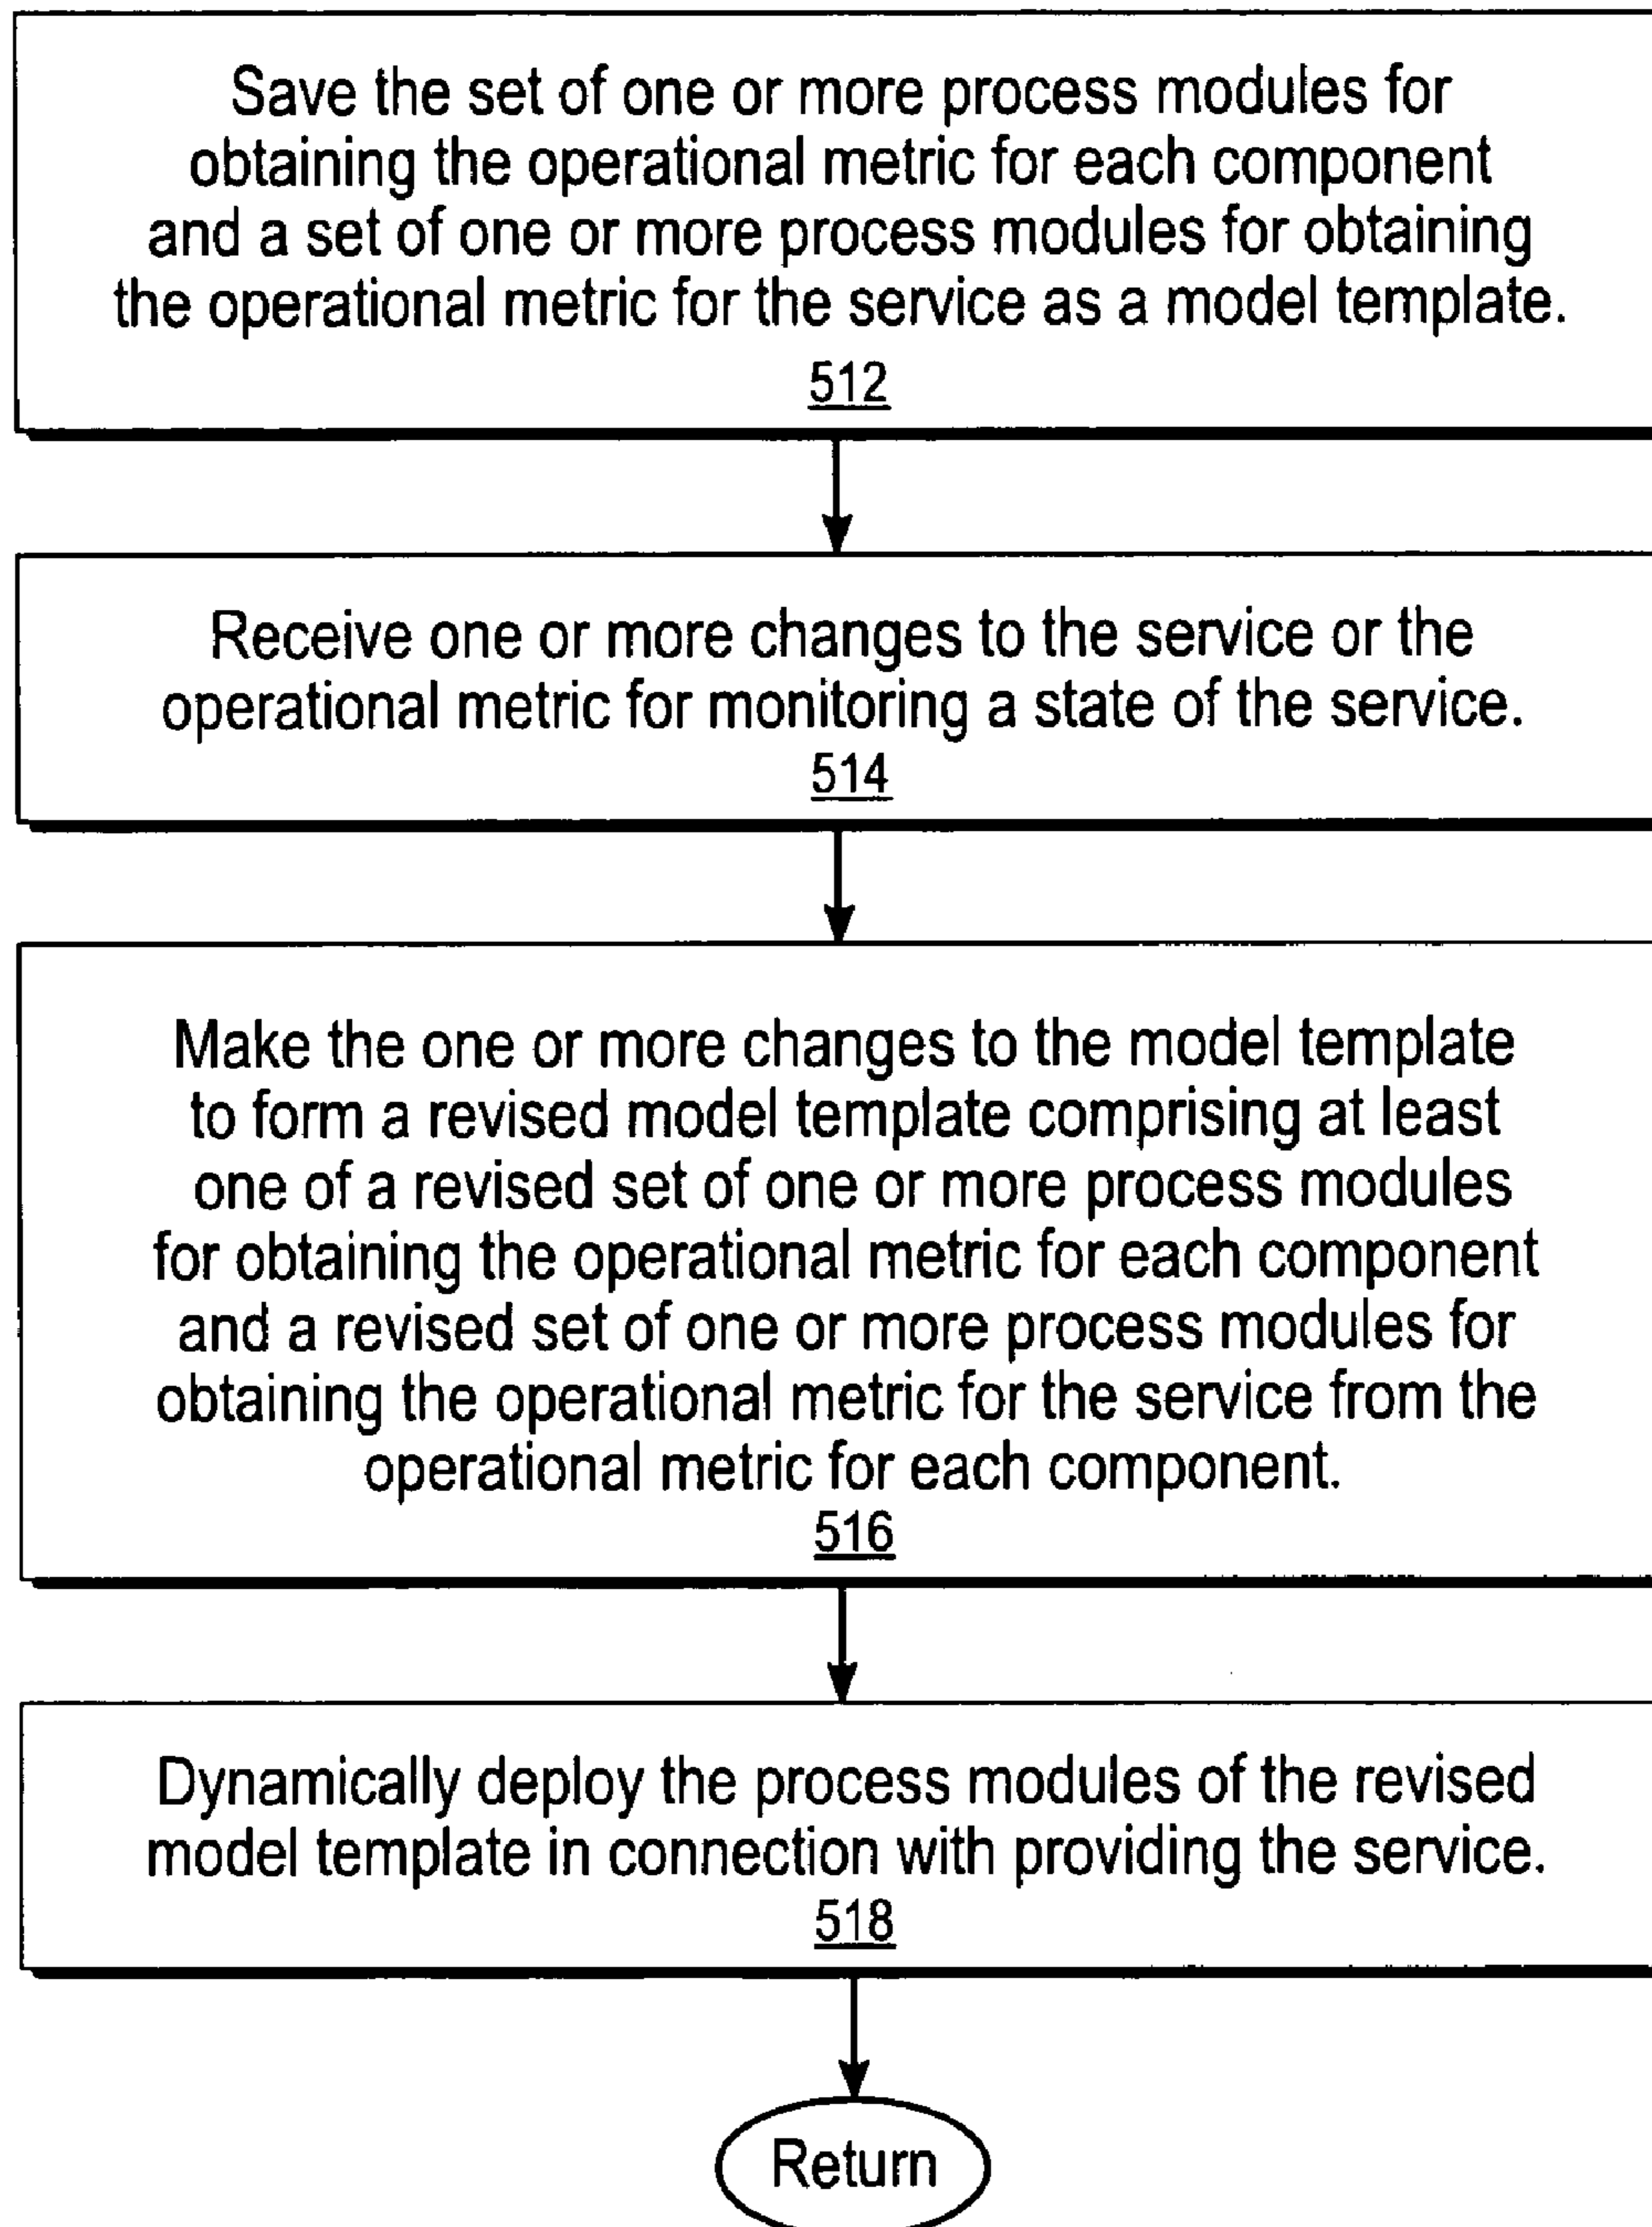 Save the set of one or more process modules for
obtaining the operational metric for each component
and a set of one or more process modules for obtaining
the operational metric for the service as a model template.
512
Receive one or more changes to the service or the
operational metric for monitoring a state of the service.
514
Make the one or more changes to the model template
to form a revised model template comprising at least
one of a revised set of one or more process modules
for obtaining the operational metric for each component
and a revised set of one or more process modules for
obtaining the operational metric for the service from the
operational metric for each component.
516
Dynamically deploy the process modules of the revised
model template in connection with providing the service.
518
Return